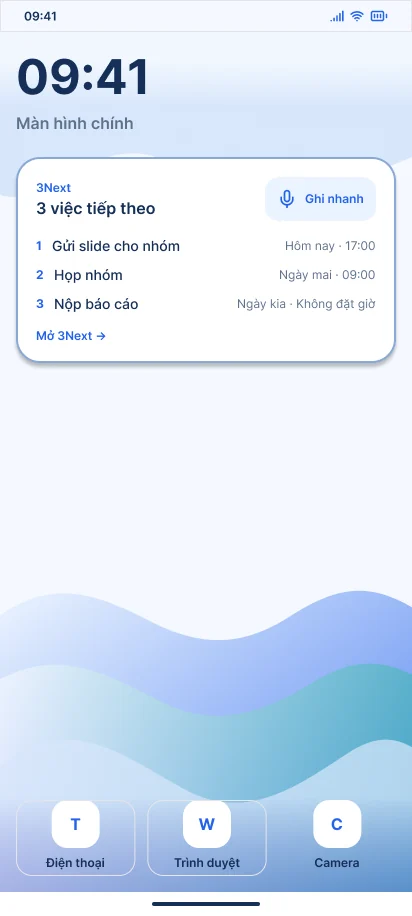 09:41
09:41
Màn hình chính
3Next
3 việc tiếp theo
Ghi nhanh
1 Gửi slide cho nhóm Hôm nay · 17:00
2 Họp nhóm Ngày mai · 09:00
3 Nộp báo cáo Ngày kia · Không đặt giờ
Mở 3Next →
T W C
Điện thoại Trình duyệt Camera